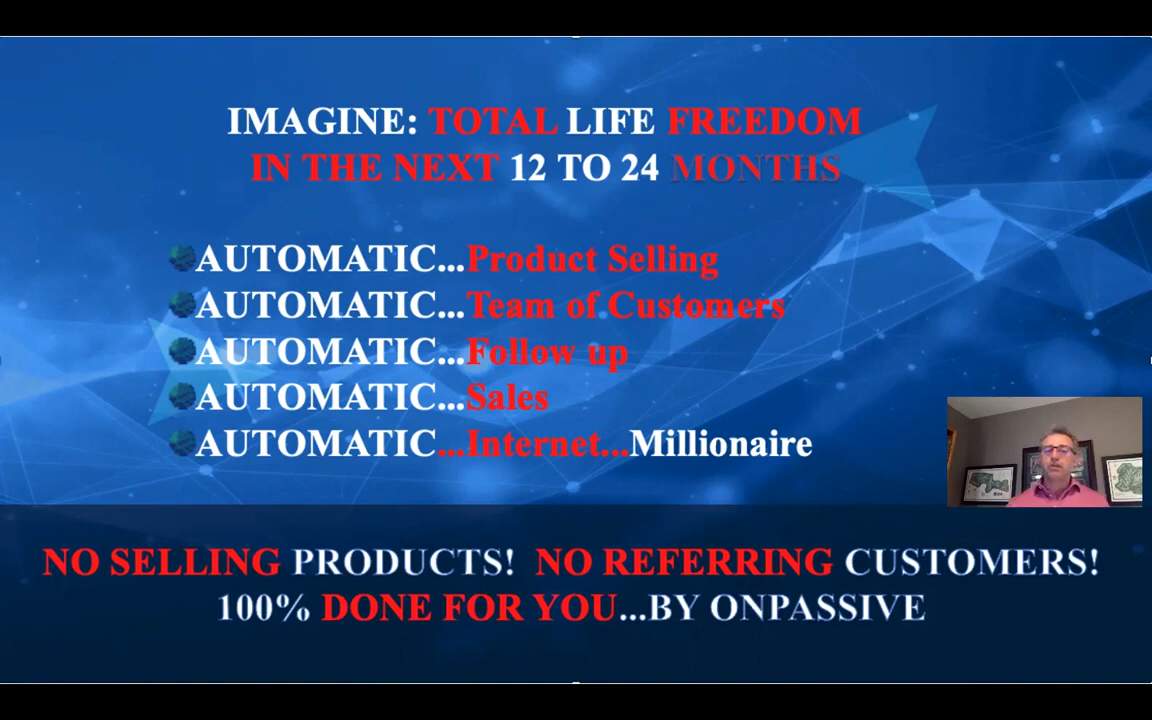 IMAGINE: TOTAL LIFE FREEDOM
IN THE NEXT 12 TO 24 MONTHS
AUTOMATIC...Product Selling
AUTOMATIC...Team of Customers
AUTOMATIC...Follow up
AUTOMATIC...Sales
AUTOMATIC...Internet...Millionaire
NO SELLING PRODUCTS! NO REFERRING CUSTOMERS!
100% DONE FOR YOU...BY ONPASSIVE